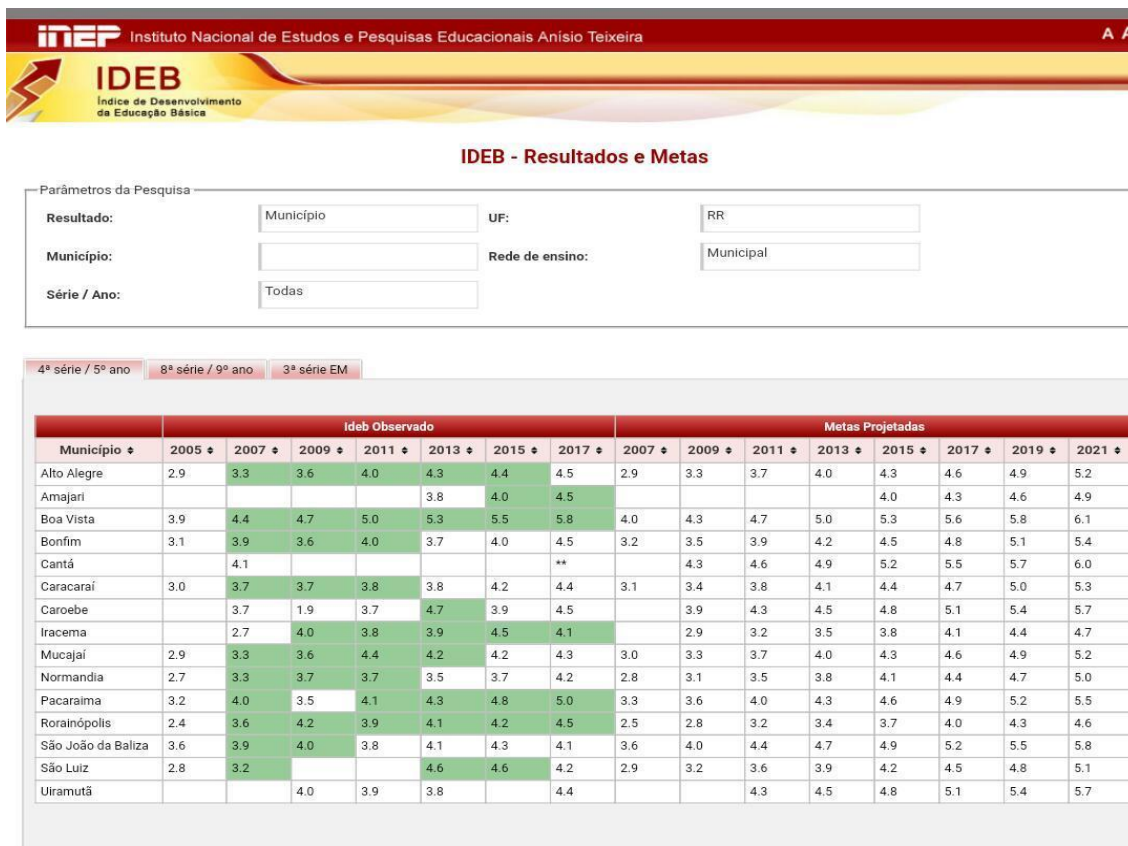 inep Instituto Nacional de Estudos e Pesquisas Educacionais Anísio Teixeira A A
IDEB
Índice de Desenvolvimento
da Educação Básica
IDEB - Resultados e Metas
Parâmetros da Pesquisa
Resultado: Município UF: RR
Município: Rede de ensino: Municipal
Série / Ano: Todas
4ª série / 5º ano 8ª série / 9º ano 3ª série EM
Ideb Observado Metas Projetadas
Município 2005 2007 2009 2011 2013 2015 2017 2007 2009 2011 2013 2015 2017 2019 2021
Alto Alegre 2.9 3.3 3.6 4.0 4.3 4.4 4.5 2.9 3.3 3.7 4.0 4.3 4.6 4.9 5.2
Amajari 3.8 4.0 4.5 4.0 4.3 4.6 4.9
Boa Vista 3.9 4.4 4.7 5.0 5.3 5.5 5.8 4.0 4.3 4.7 5.0 5.3 5.6 5.8 6.1
Bonfim 3.1 3.9 3.6 4.0 3.7 4.0 4.5 3.2 3.5 3.9 4.2 4.5 4.8 5.1 5.4
Cantá 4.1 ** 4.3 4.6 4.9 5.2 5.5 5.7 6.0
Caracaraí 3.0 3.7 3.7 3.8 3.8 4.2 4.4 3.1 3.4 3.8 4.1 4.4 4.7 5.0 5.3
Caroebe 3.7 1.9 3.7 4.7 3.9 4.5 3.9 4.3 4.5 4.8 5.1 5.4 5.7
Iracema 2.7 4.0 3.8 3.9 4.5 4.1 2.9 3.2 3.5 3.8 4.1 4.4 4.7
Mucajaí 2.9 3.3 3.6 4.4 4.2 4.2 4.3 3.0 3.3 3.7 4.0 4.3 4.6 4.9 5.2
Normandia 2.7 3.3 3.7 3.7 3.5 3.7 4.2 2.8 3.1 3.5 3.8 4.1 4.4 4.7 5.0
Pacaraima 3.2 4.0 3.5 4.1 4.3 4.8 5.0 3.3 3.6 4.0 4.3 4.6 4.9 5.2 5.5
Rorainópolis 2.4 3.6 4.2 3.9 4.1 4.2 4.5 2.5 2.8 3.2 3.4 3.7 4.0 4.3 4.6
São João da Baliza 3.6 3.9 4.0 3.8 4.1 4.3 4.1 3.6 4.0 4.4 4.7 4.9 5.2 5.5 5.8
São Luiz 2.8 3.2 4.6 4.6 4.2 2.9 3.2 3.6 3.9 4.2 4.5 4.8 5.1
Uiramutã 4.0 3.9 3.8 4.4 4.3 4.5 4.8 5.1 5.4 5.7